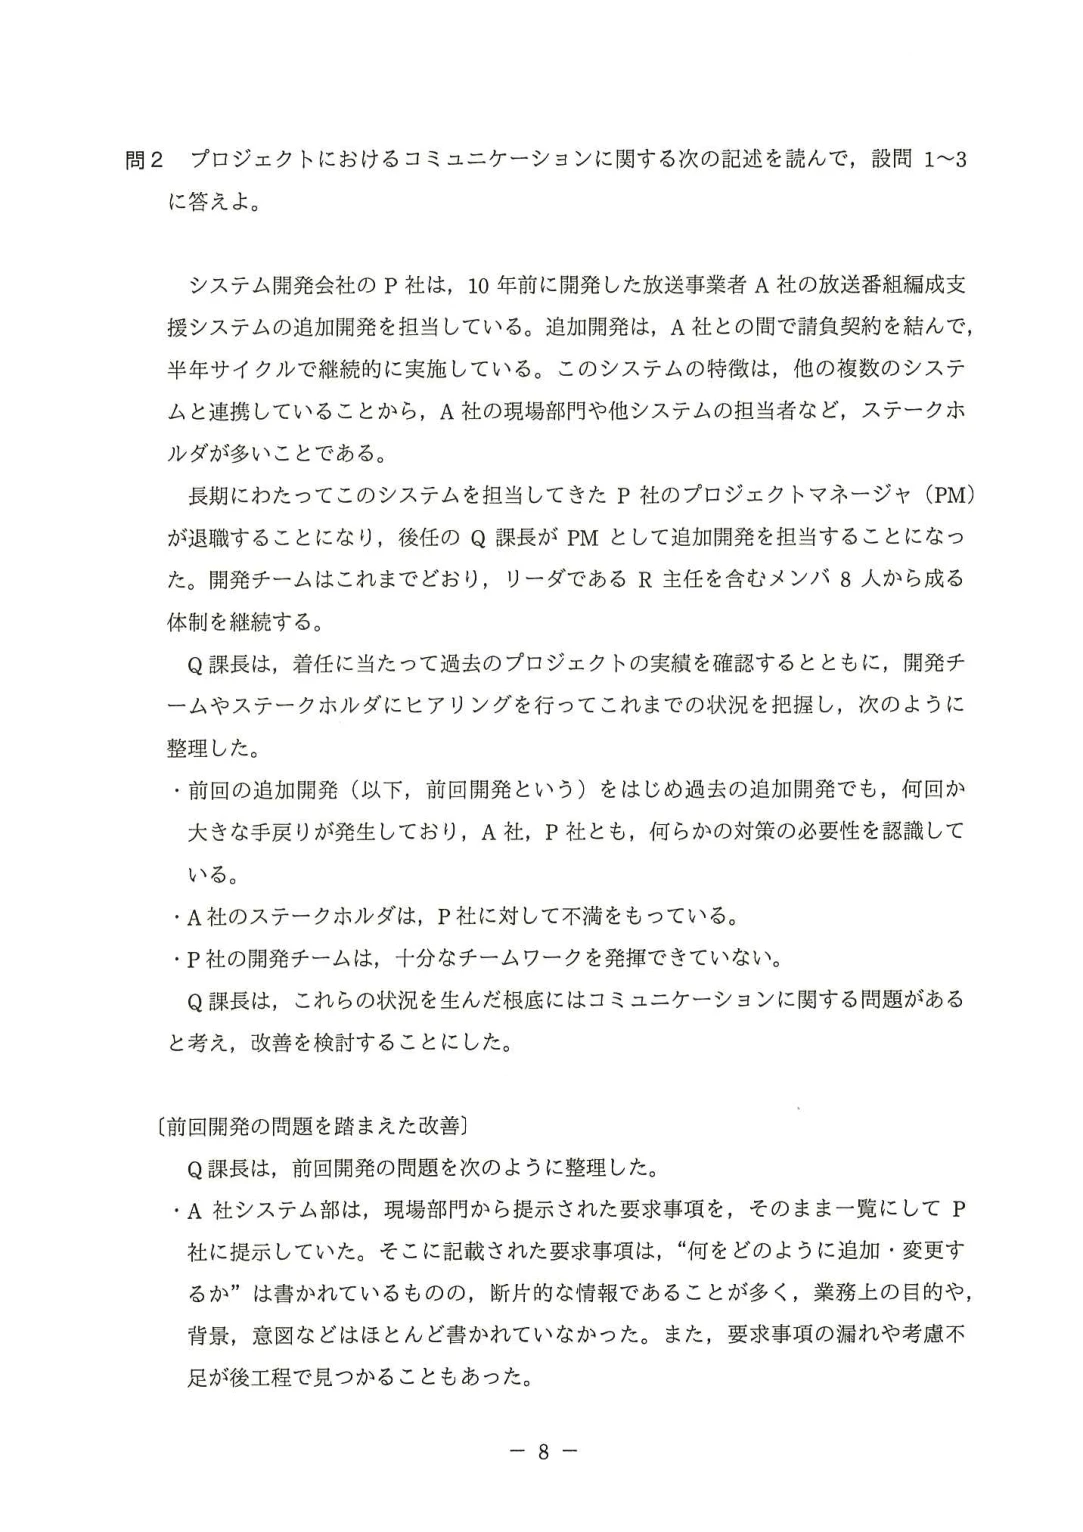 問2 プロジェクトにおけるコミュニケーションに関する次の記述を読んで，設問 1～3
に答えよ。
システム開発会社の P 社は，10 年前に開発した放送事業者 A 社の放送番組編成支
援システムの追加開発を担当している。追加開発は，A 社との間で請負契約を結んで，
半年サイクルで継続的に実施している。このシステムの特徴は，他の複数のシステ
ムと連携していることから，A 社の現場部門や他システムの担当者など，ステークホ
ルダが多いことである。
長期にわたってこのシステムを担当してきた P 社のプロジェクトマネージャ（PM）
が退職することになり，後任の Q 課長が PM として追加開発を担当することになっ
た。開発チームはこれまでどおり，リーダである R 主任を含むメンバ 8 人から成る
体制を継続する。
Q 課長は，着任に当たって過去のプロジェクトの実績を確認するとともに，開発チ
ームやステークホルダにヒアリングを行ってこれまでの状況を把握し，次のように
整理した。
・前回の追加開発（以下，前回開発という）をはじめ過去の追加開発でも，何回か
大きな手戻りが発生しており，A 社，P 社とも，何らかの対策の必要性を認識して
いる。
・A 社のステークホルダは，P 社に対して不満をもっている。
・P 社の開発チームは，十分なチームワークを発揮できていない。
Q 課長は，これらの状況を生んだ根底にはコミュニケーションに関する問題がある
と考え，改善を検討することにした。
〔前回開発の問題を踏まえた改善〕
Q 課長は，前回開発の問題を次のように整理した。
・A 社システム部は，現場部門から提示された要求事項を，そのまま一覧にして P
社に提示していた。そこに記載された要求事項は，“何をどのように追加・変更す
るか”は書かれているものの，断片的な情報であることが多く，業務上の目的や，
背景，意図などはほとんど書かれていなかった。また，要求事項の漏れや考慮不
足が後工程で見つかることもあった。
－ 8 －